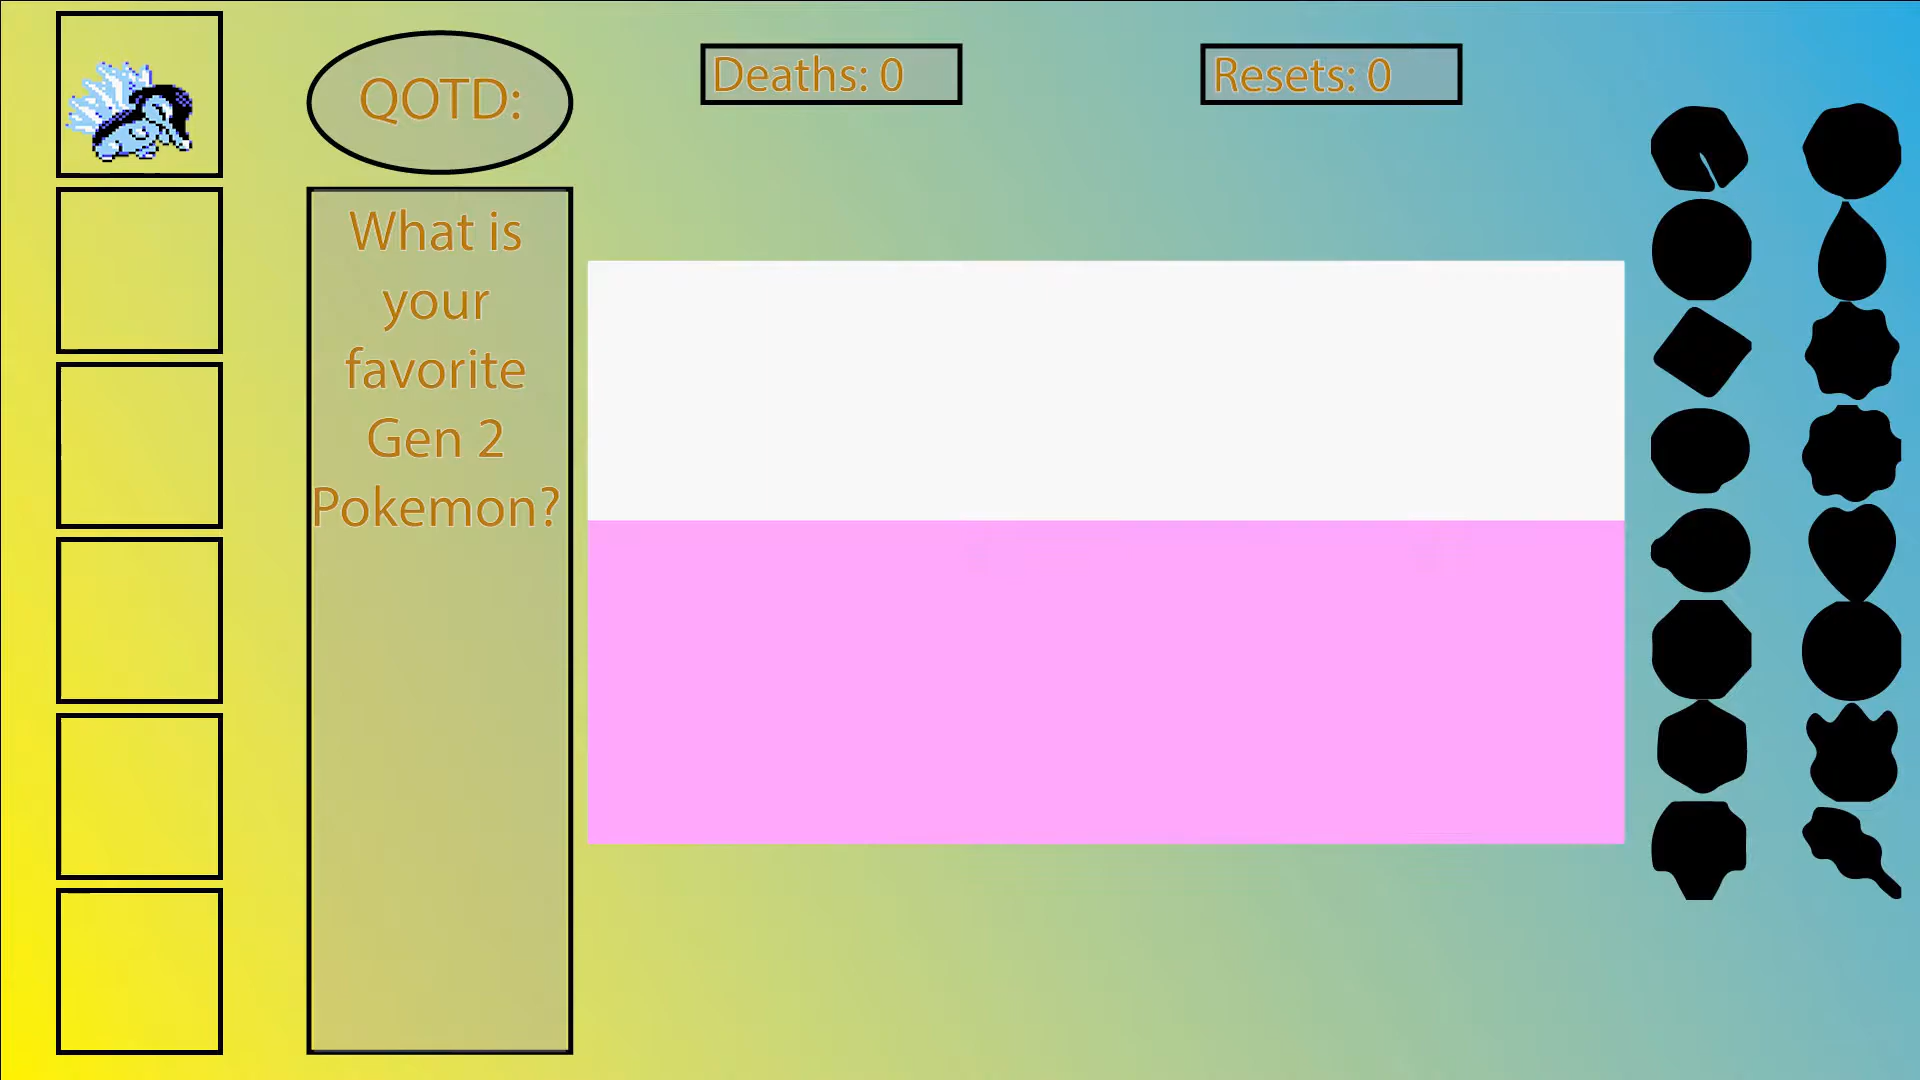 QOTD:
Deaths: 0
Resets: 0
What is
your
favorite
Gen 2
Pokemon?